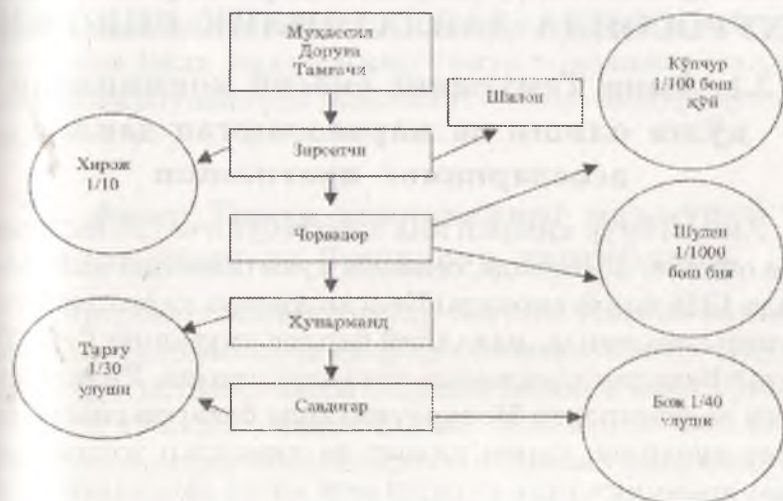 Муҳассил
Доруға
Тамғачи
Шилон
Кўпчур
1/100 бош
қўй
Хирож
1/10
Зироатчи
Чорвадор
Шулен
1/1000
бош бия
Ҳунарманд
Тарғу
1/30
улуши
Савдогар
Бож 1/40
улуши